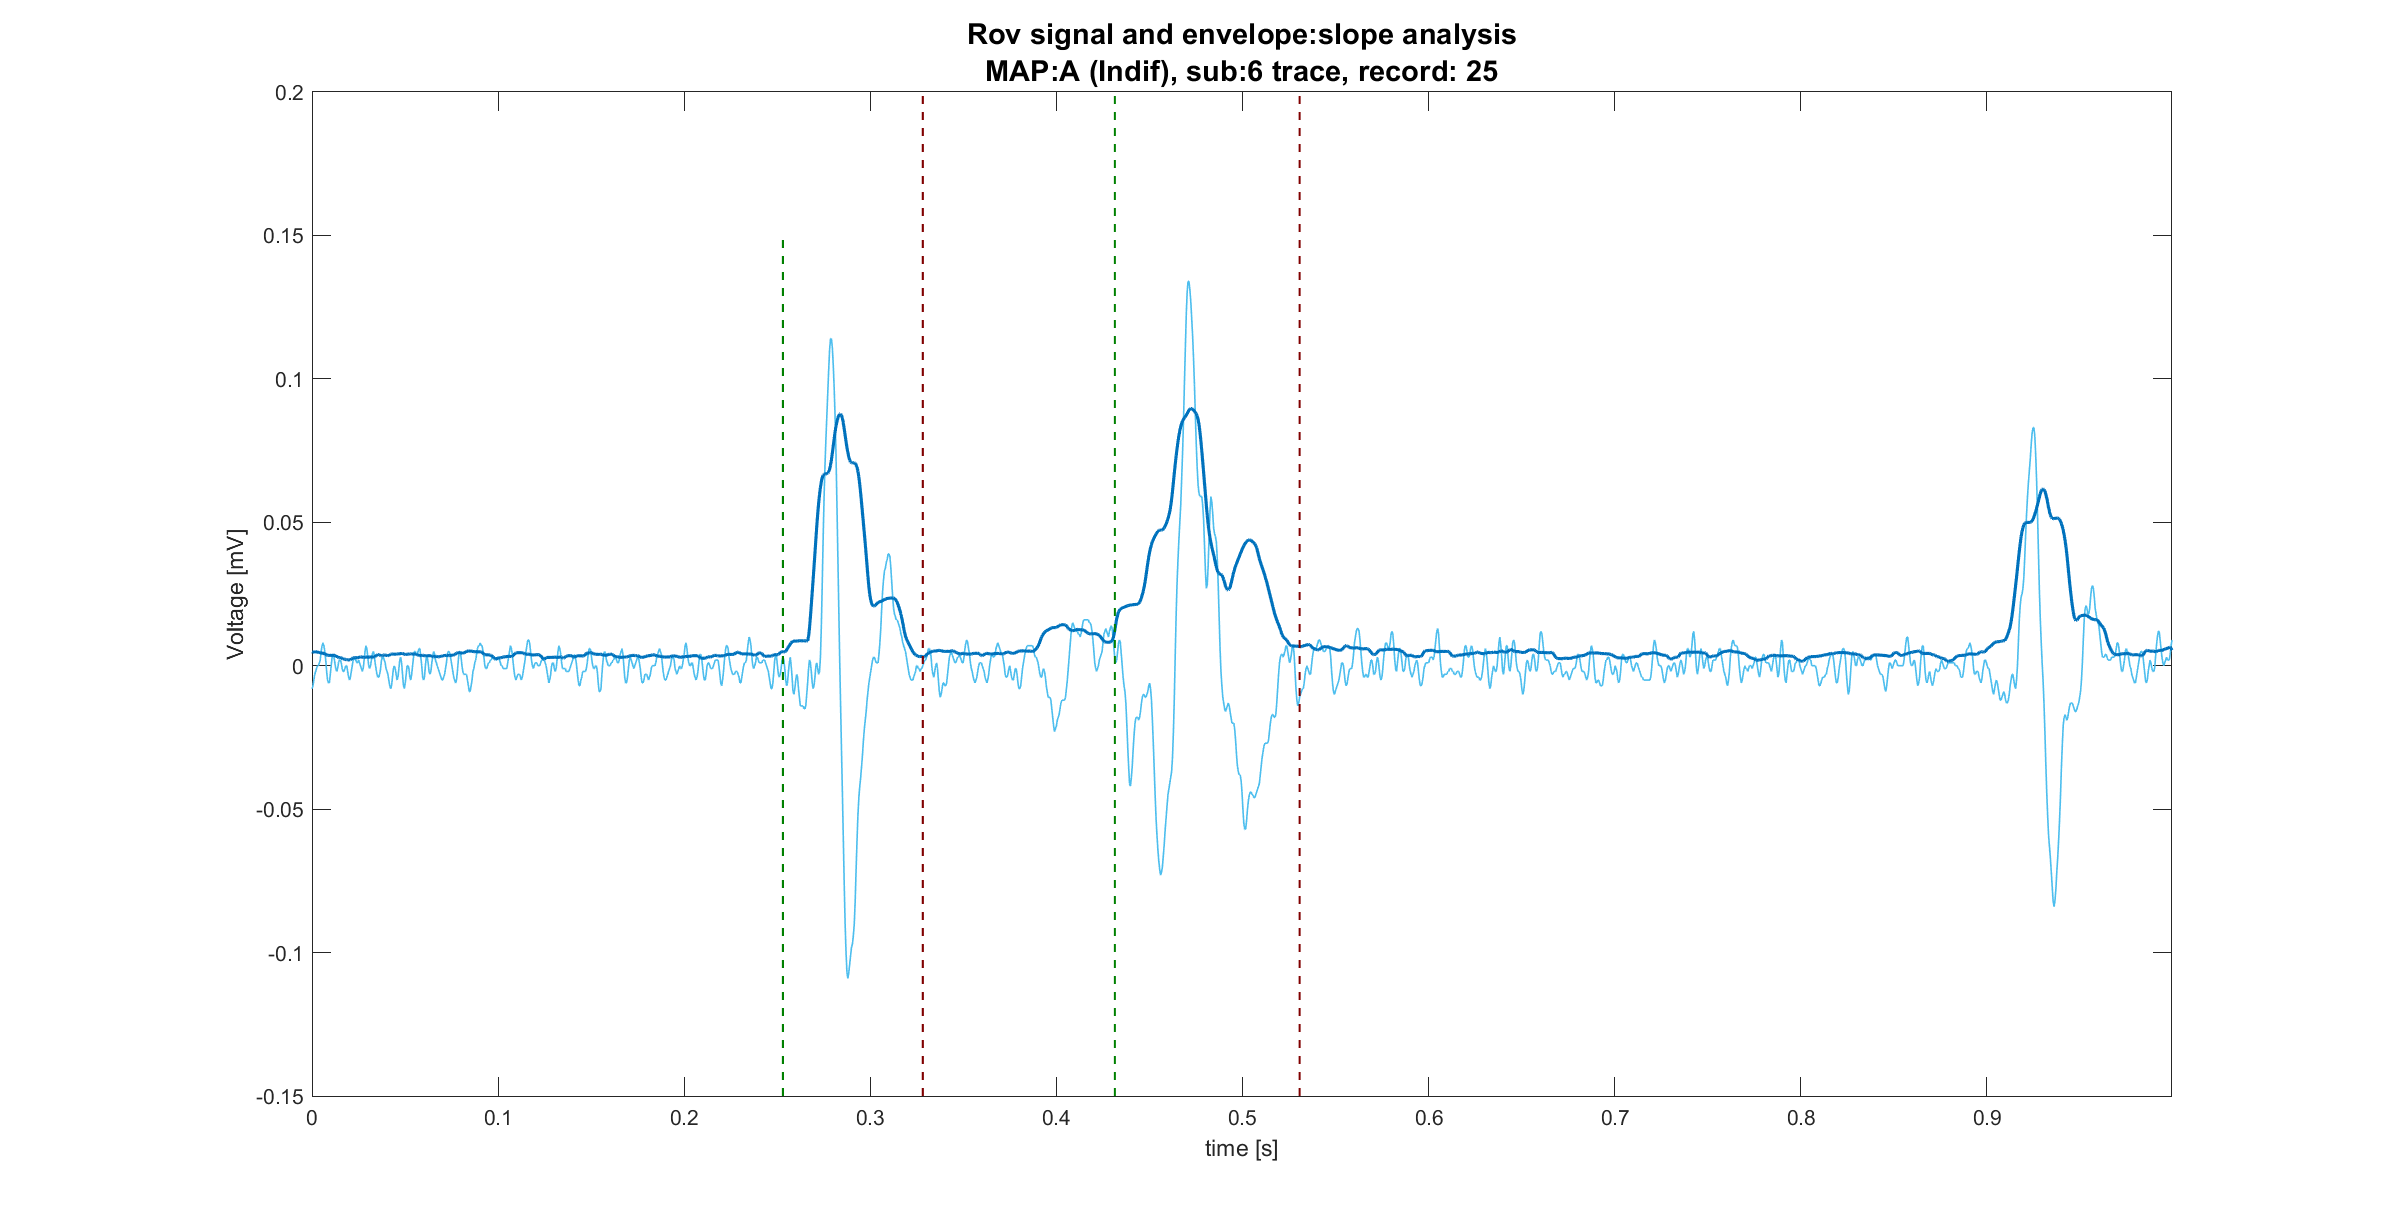 Rov signal and envelope:slope analysis
MAP:A (Indif), sub:6 trace, record: 25
0.2
0.15
0.1
0.05
0
-0.05
-0.1
-0.15
Voltage [mV]
0 0.1 0.2 0.3 0.4 0.5 0.6 0.7 0.8 0.9
time [s]